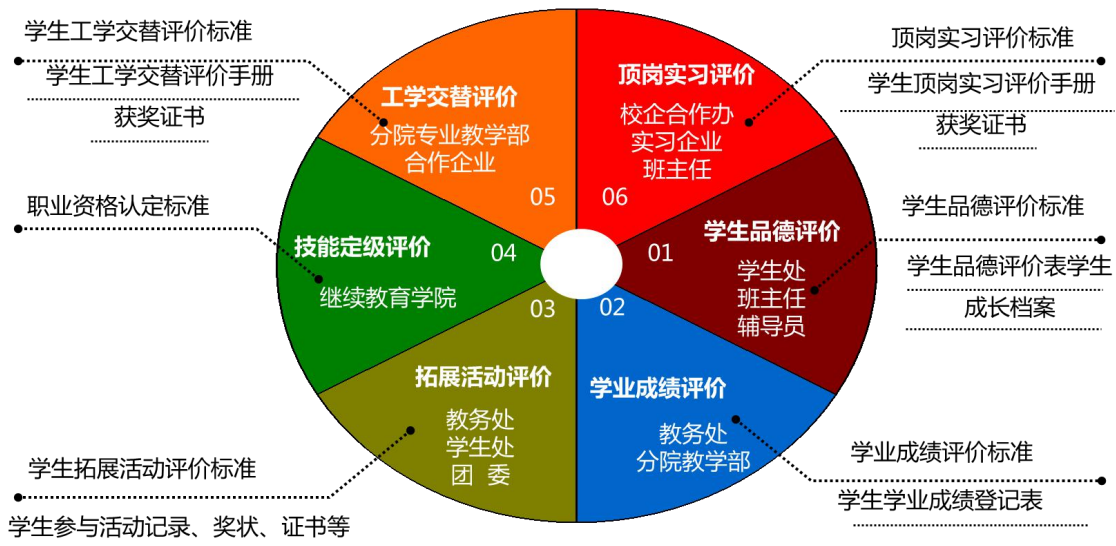 学生工学交替评价标准
学生工学交替评价手册
获奖证书
顶岗实习评价标准
学生顶岗实习评价手册
获奖证书
工学交替评价
分院专业教学部
合作企业
05
顶岗实习评价
校企合作办
实习企业
班主任
06
职业资格认定标准
技能定级评价
04
继续教育学院
学生品德评价
01
学生处
班主任
辅导员
学生品德评价标准
学生品德评价表学生
成长档案
03
拓展活动评价
教务处
学生处
团 委
02
学业成绩评价
教务处
分院教学部
学生拓展活动评价标准
学生参与活动记录、奖状、证书等
学业成绩评价标准
学生学业成绩登记表